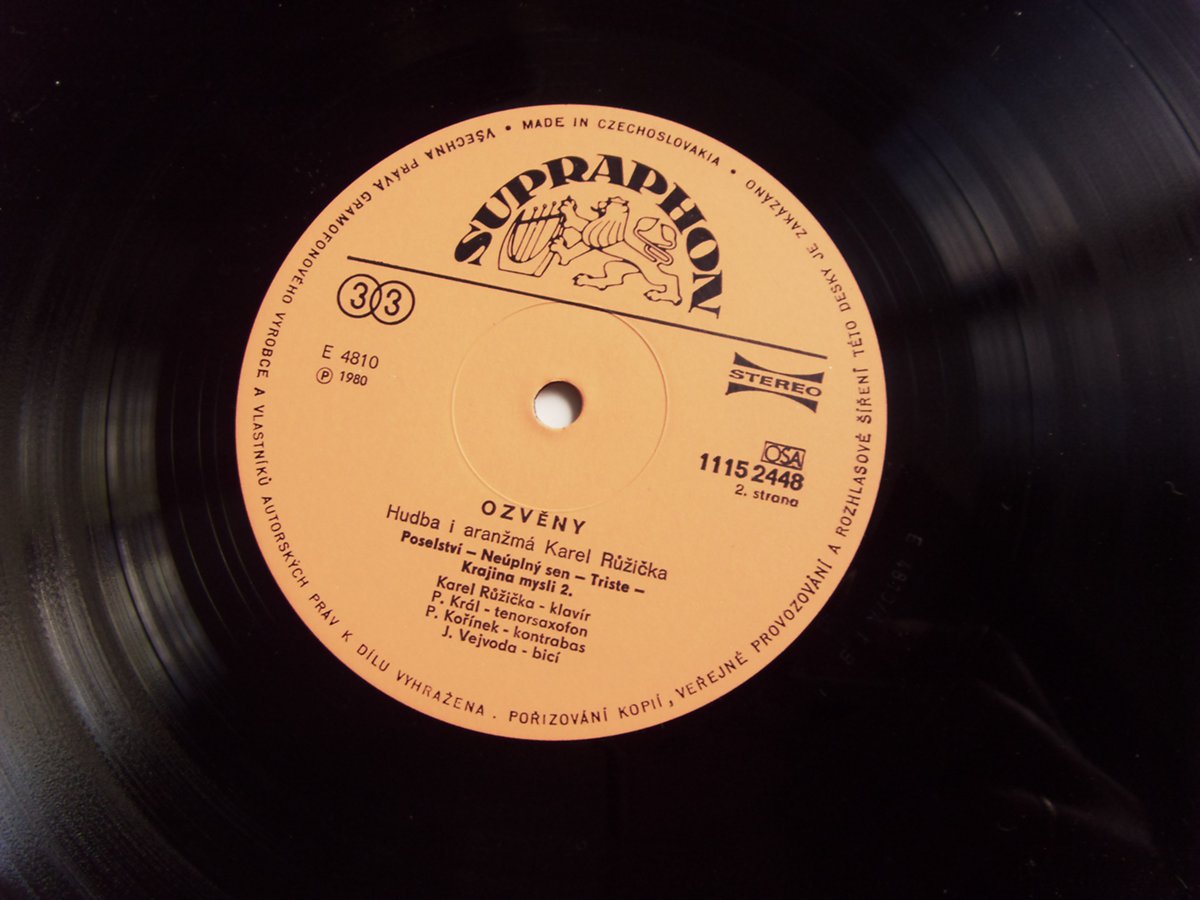 VŠECHNA PRÁVA GRAMOFONOVÉHO VÝROBCE A VLASTNÍKŮ AUTORSKÝCH PRÁV K DÍLU VYHRAŽENA . POŘIZOVÁNÍ KOPIÍ, VEŘEJNÉ PROVOZOVÁNÍ A ROZHLASOVÉ ŠÍŘENÍ TÉTO DESKY JE ZAKÁZÁNO • MADE IN CZECHOSLOVAKIA •
SUPRAPHON
33
E 4810
Ⓟ 1980
STEREO
OSA
1115 2448
2. strana
OZVĚNY
Hudba i aranžmá Karel Růžička
Poselství – Neúplný sen – Triste –
Krajina mysli 2.
Karel Růžička - klavír
P. Král - tenorsaxofon
P. Kořínek - kontrabas
J. Vejvoda - bicí